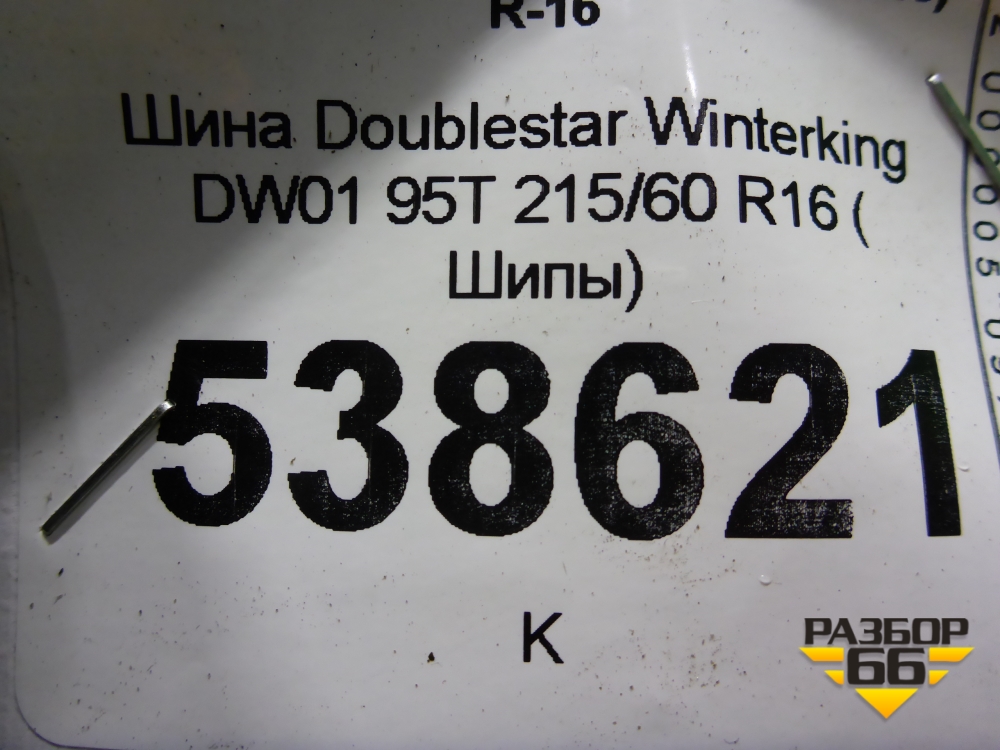 R-16
Шина Doublestar Winterking
DW01 95T 215/60 R16 (
Шипы)
538621
К
РАЗБОР
66